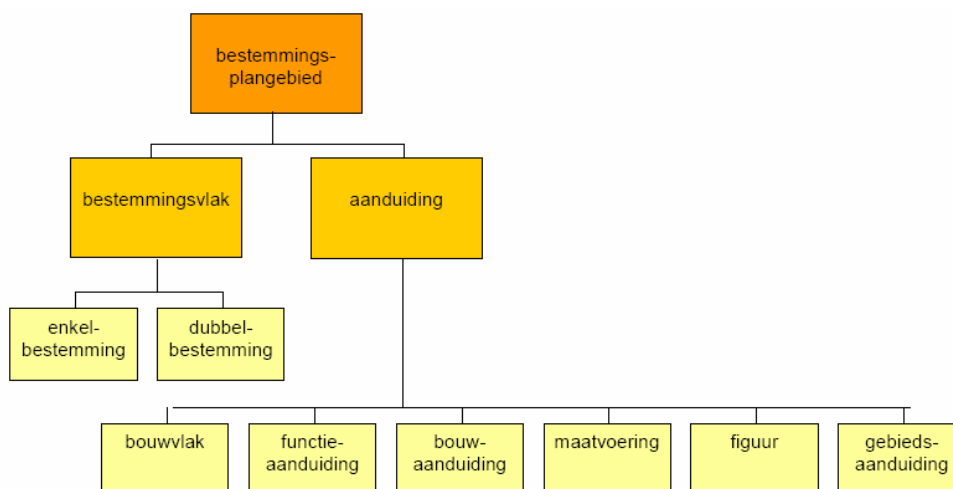 bestemmings-
plangebied
bestemmingsvlak
aanduiding
enkel-
bestemming
dubbel-
bestemming
bouwvlak
functie-
aanduiding
bouw-
aanduiding
maatvoering
figuur
gebieds-
aanduiding